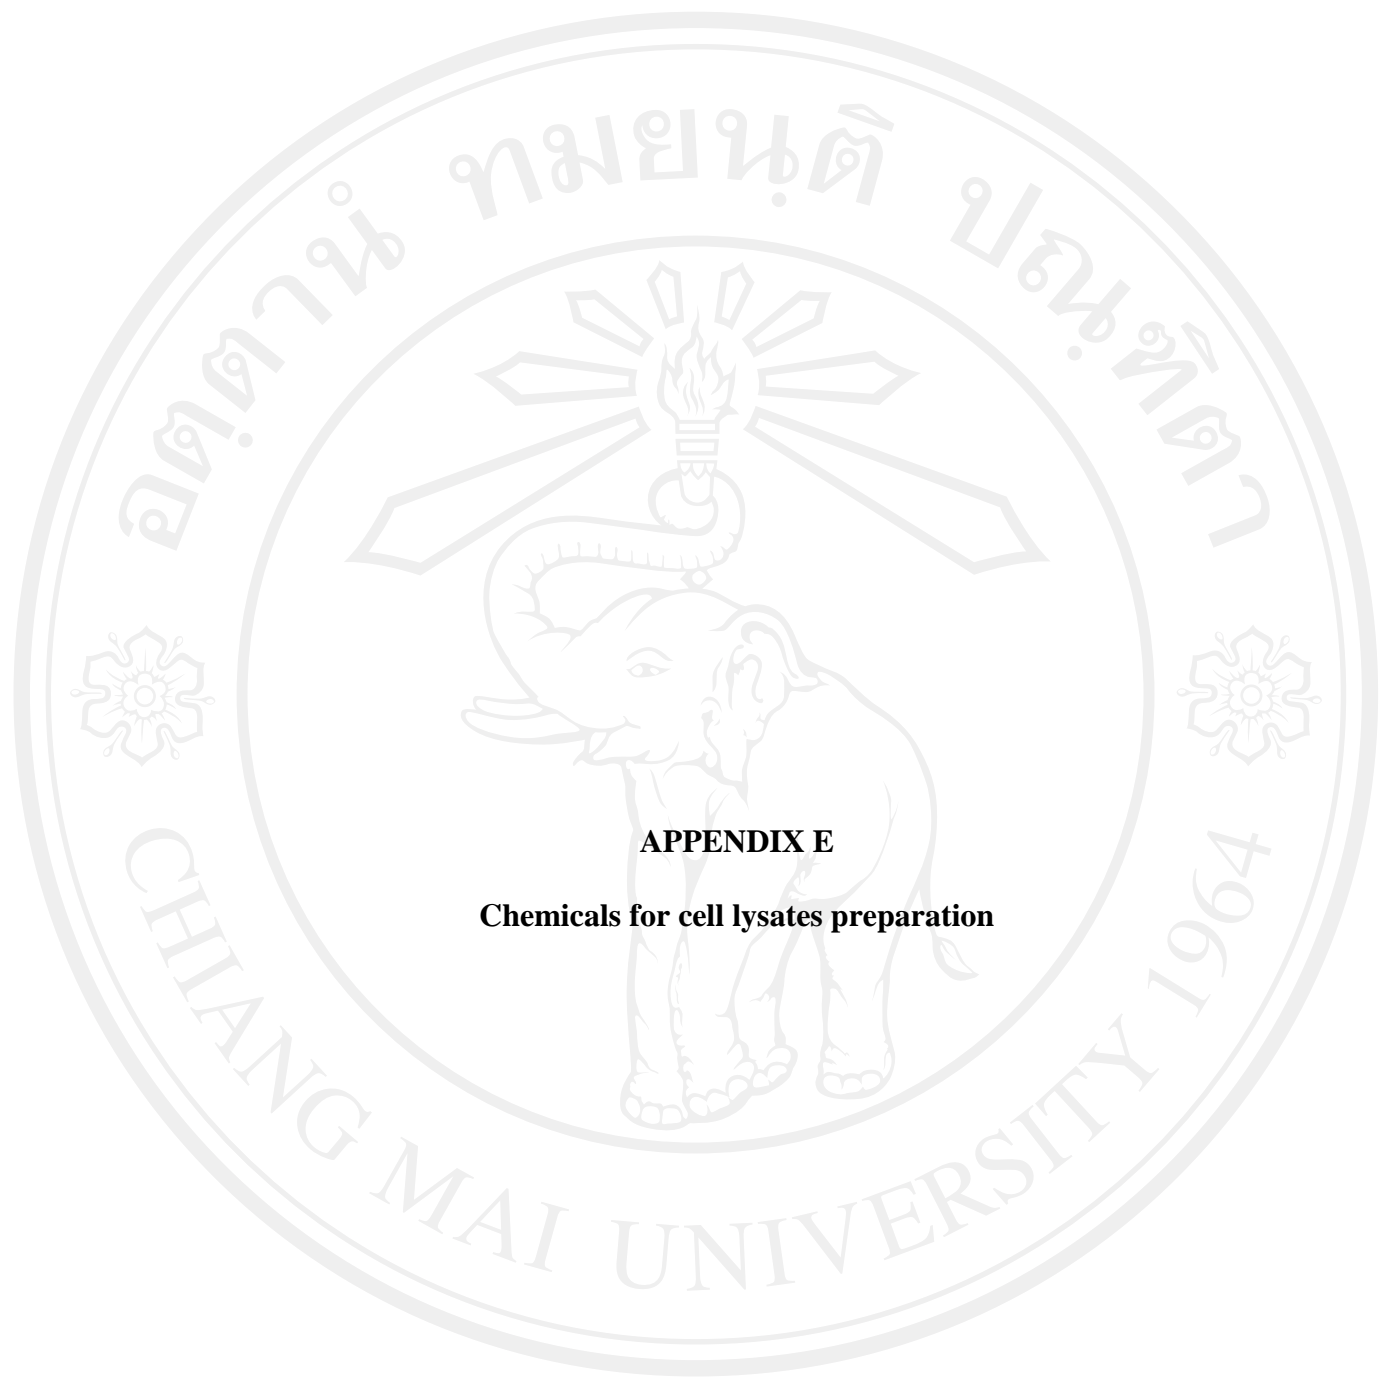 อตฺตานํ ทมยนฺติ ปณฺฑิตา
APPENDIX E
Chemicals for cell lysates preparation
CHIANG MAI UNIVERSITY 1964